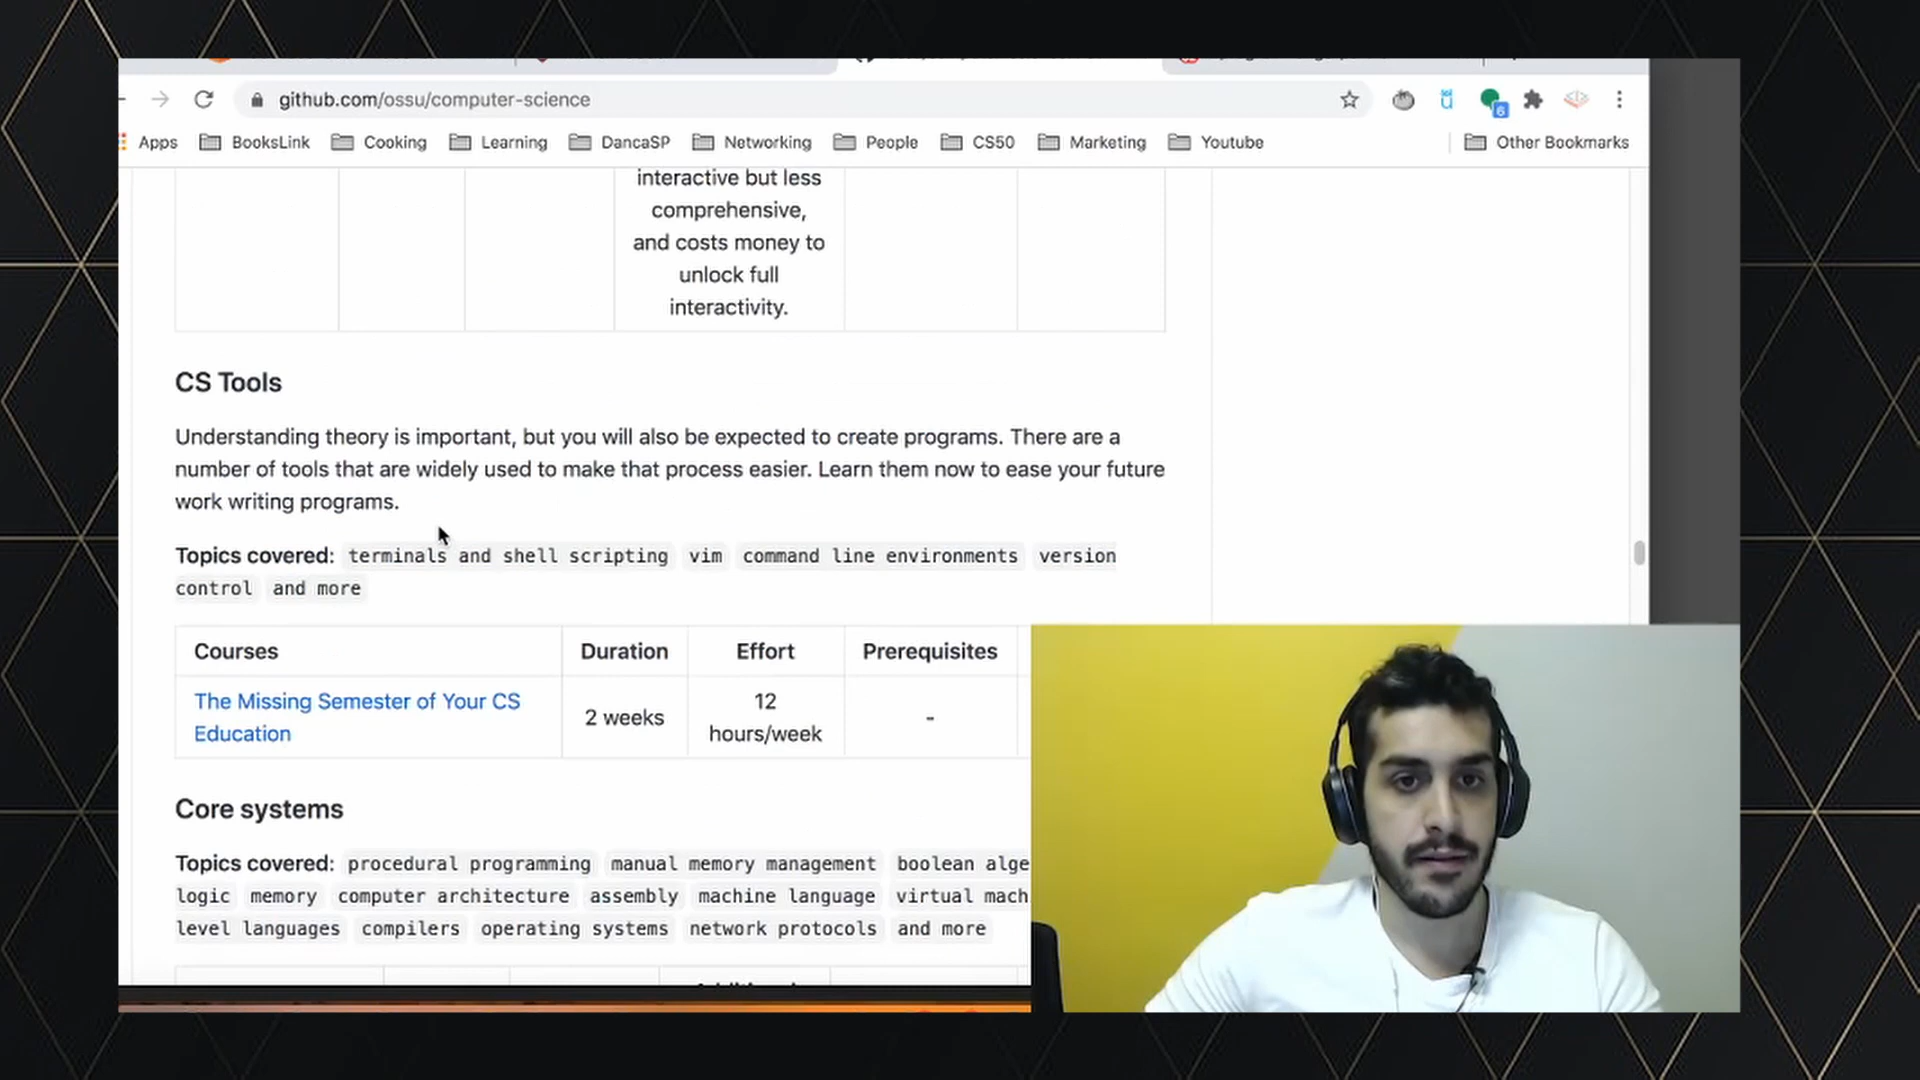 github.com/ossu/computer-science
6
Apps BooksLink Cooking Learning DancaSP Networking People CS50 Marketing Youtube Other Bookmarks
interactive but less
comprehensive,
and costs money to
unlock full
interactivity.
CS Tools
Understanding theory is important, but you will also be expected to create programs. There are a
number of tools that are widely used to make that process easier. Learn them now to ease your future
work writing programs.
Topics covered: terminals and shell scripting vim command line environments version
control and more
Courses Duration Effort Prerequisites
The Missing Semester of Your CS
Education
2 weeks
12
hours/week
-
Core systems
Topics covered: procedural programming manual memory management boolean alge
logic memory computer architecture assembly machine language virtual mach
level languages compilers operating systems network protocols and more